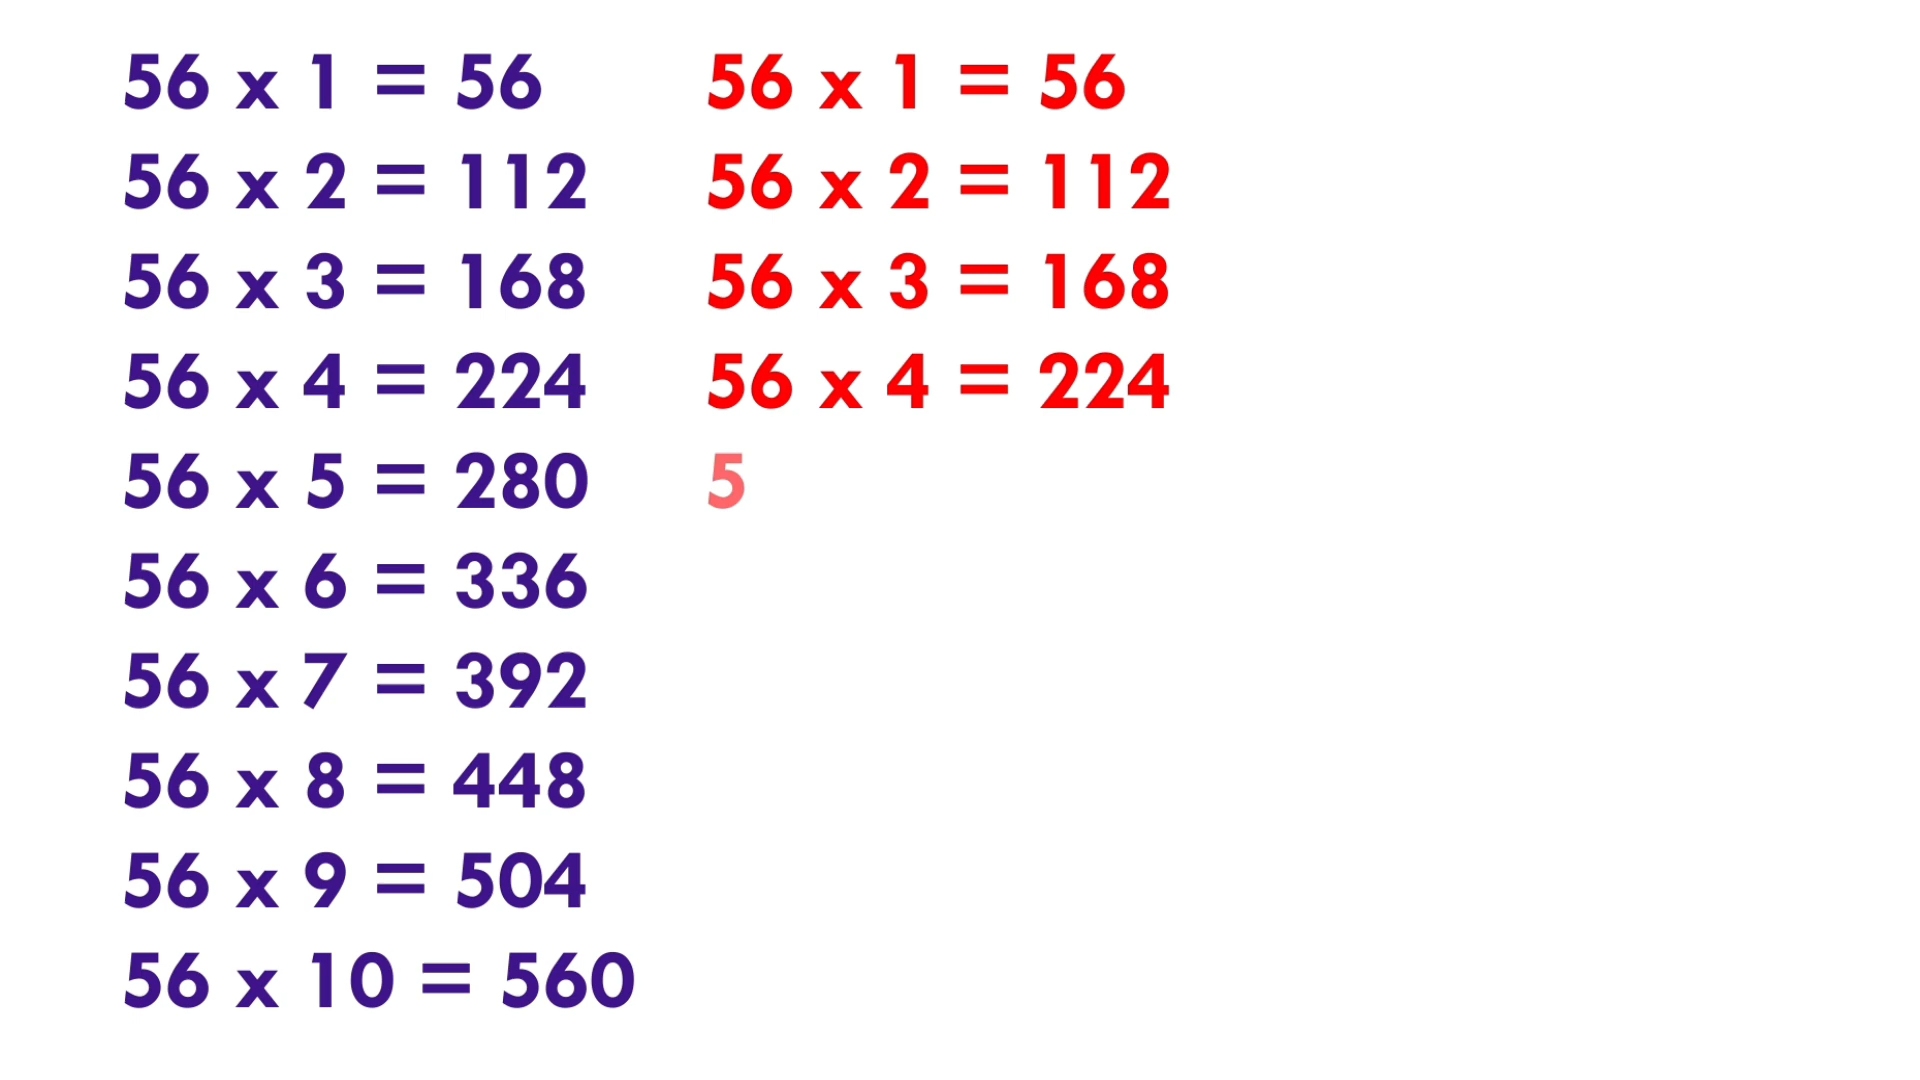 56 x 1 = 56
56 x 2 = 112
56 x 3 = 168
56 x 4 = 224
56 x 5 = 280
56 x 6 = 336
56 x 7 = 392
56 x 8 = 448
56 x 9 = 504
56 x 10 = 560
56 x 1 = 56
56 x 2 = 112
56 x 3 = 168
56 x 4 = 224
5